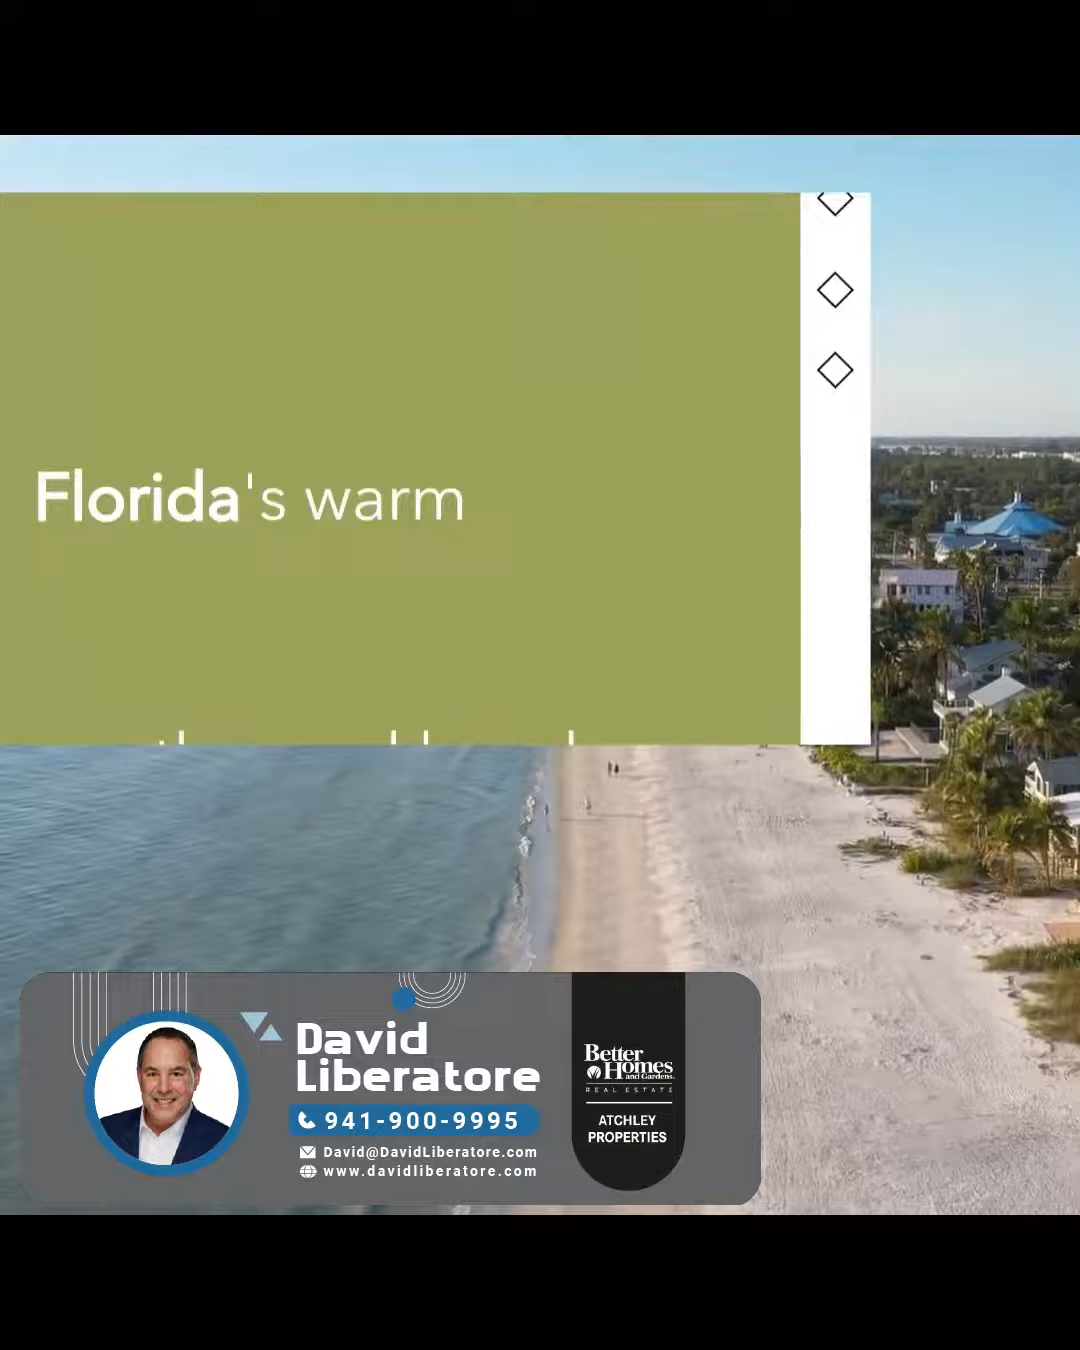 Florida's warm
David
Liberatore
941-900-9995
David@DavidLiberatore.com
www.davidliberatore.com
Better
Homes
and Gardens
REAL ESTATE
ATCHLEY
PROPERTIES